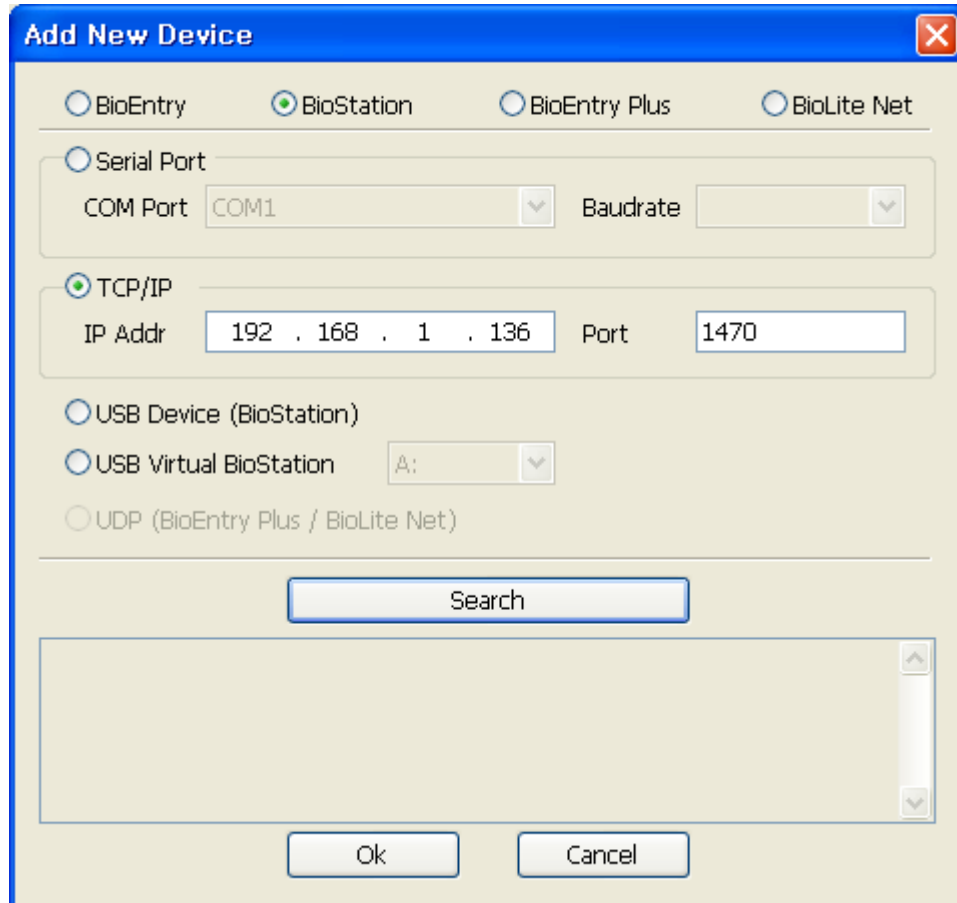 Add New Device
BioEntry BioStation BioEntry Plus BioLite Net
Serial Port
COM Port COM1 Baudrate
TCP/IP
IP Addr 192 . 168 . 1 . 136 Port 1470
USB Device (BioStation)
USB Virtual BioStation A:
UDP (BioEntry Plus / BioLite Net)
Search
Ok Cancel